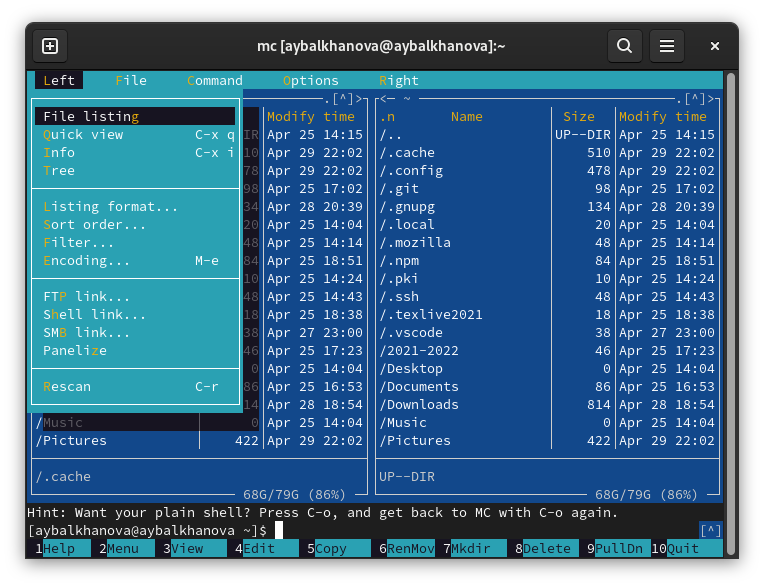 mc [aybalkhanova@aybalkhanova]:~
Left File Command Options Right
.[^]> <— ~ .[^]>
File listing Modify time .n Name Size Modify time
Quick view C-x q IR Apr 25 14:15 /.. UP--DIR Apr 25 14:15
Info C-x i 10 Apr 29 22:02 /.cache 510 Apr 29 22:02
Tree 78 Apr 29 22:02 /.config 478 Apr 29 22:02
98 Apr 25 17:02 /.git 98 Apr 25 17:02
Listing format... 34 Apr 28 20:39 /.gnupg 134 Apr 28 20:39
Sort order... 20 Apr 25 14:04 /.local 20 Apr 25 14:04
Filter... 48 Apr 25 14:14 /.mozilla 48 Apr 25 14:14
Encoding... M-e 84 Apr 25 18:51 /.npm 84 Apr 25 18:51
10 Apr 25 14:24 /.pki 10 Apr 25 14:24
FTP link... 48 Apr 25 14:43 /.ssh 48 Apr 25 14:43
Shell link... 18 Apr 25 18:38 /.texlive2021 18 Apr 25 18:38
SMB link... 38 Apr 27 23:00 /.vscode 38 Apr 27 23:00
Panelize 46 Apr 25 17:23 /2021-2022 46 Apr 25 17:23
0 Apr 25 14:04 /Desktop 0 Apr 25 14:04
Rescan C-r 86 Apr 25 16:53 /Documents 86 Apr 25 16:53
14 Apr 28 18:54 /Downloads 814 Apr 28 18:54
/Music 0 Apr 25 14:04 /Music 0 Apr 25 14:04
/Pictures 422 Apr 29 22:02 /Pictures 422 Apr 29 22:02
/.cache UP--DIR
68G/79G (86%) 68G/79G (86%)
Hint: Want your plain shell? Press C-o, and get back to MC with C-o again.
[aybalkhanova@aybalkhanova ~]$ [^]
1Help 2Menu 3View 4Edit 5Copy 6RenMov 7Mkdir 8Delete 9PullDn 10Quit